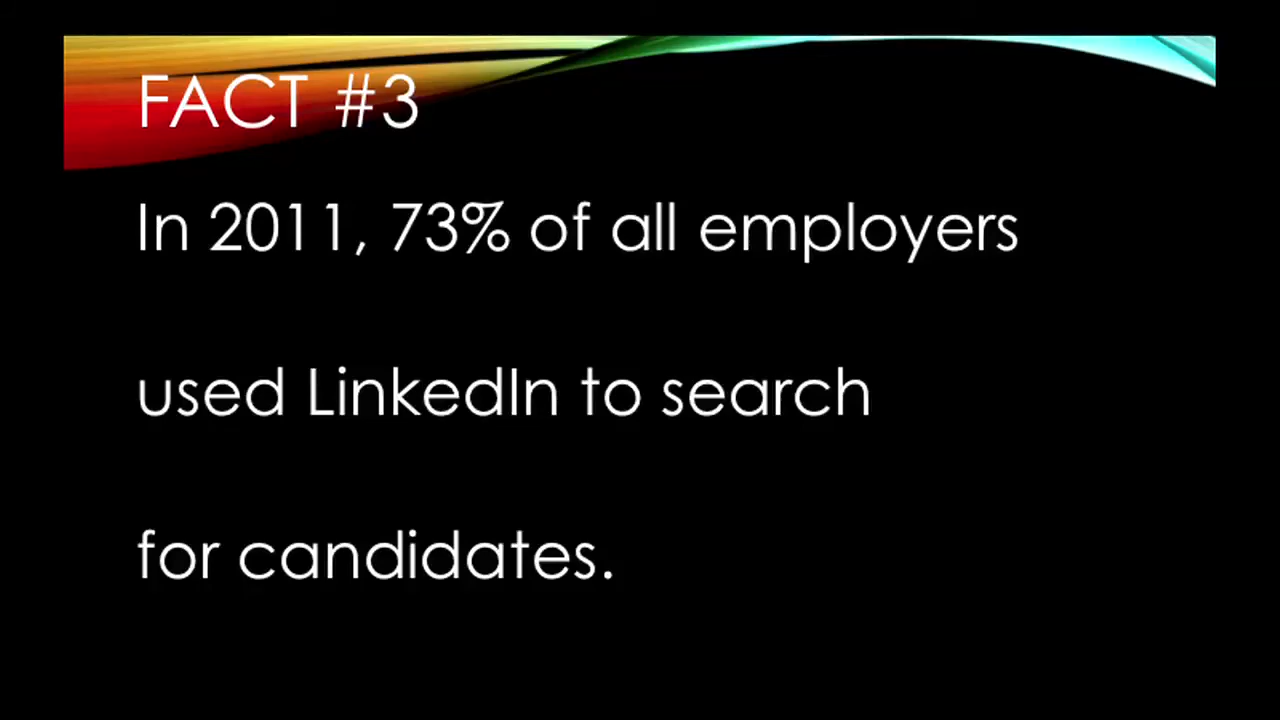 FACT #3
In 2011, 73% of all employers
used LinkedIn to search
for candidates.